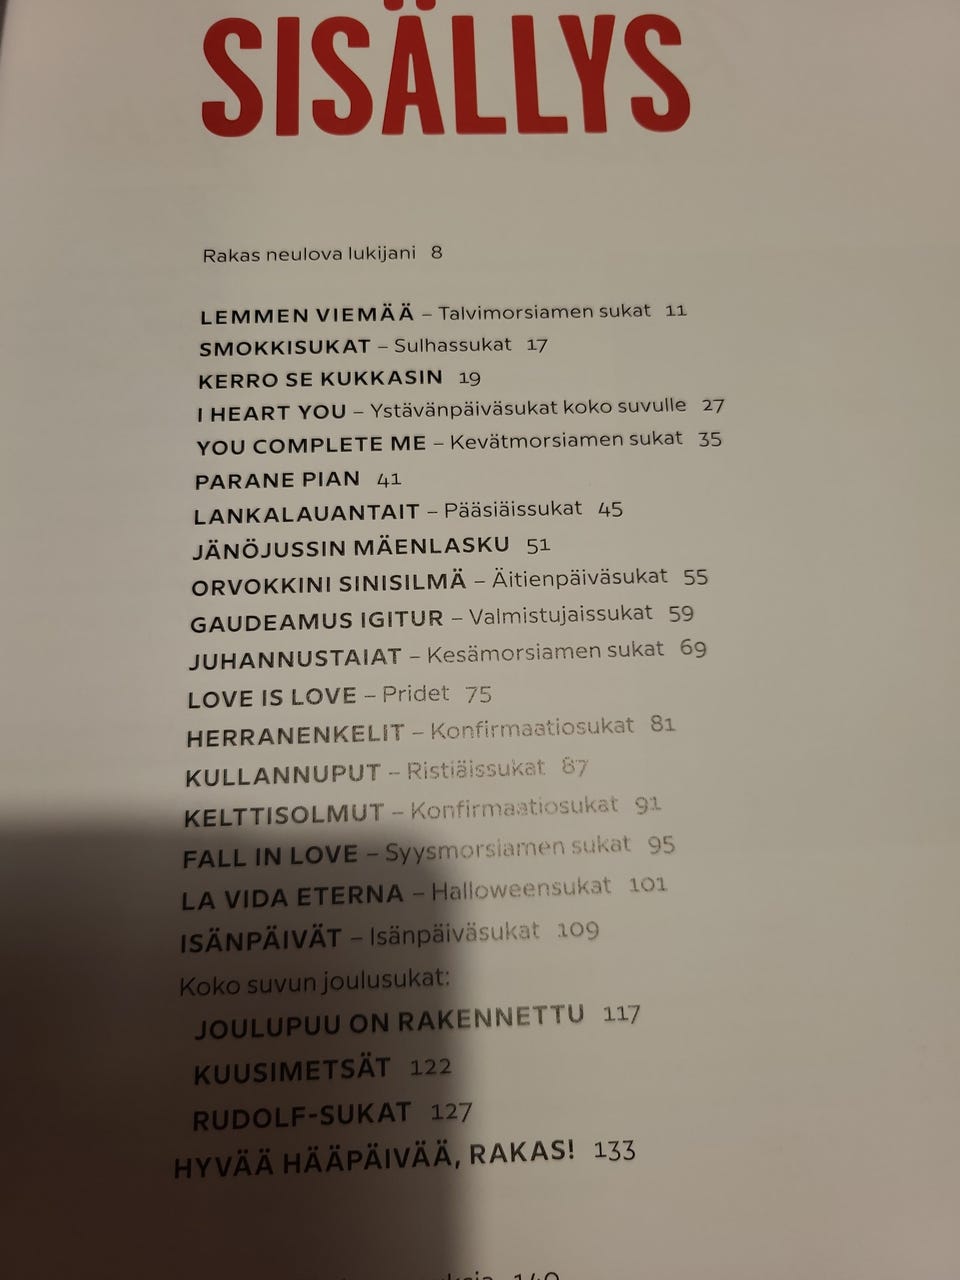 SISÄLLYS
Rakas neulova lukijani 8
LEMMEN VIEMÄÄ – Talvimorsiamen sukat 11
SMOKKISUKAT – Sulhassukat 17
KERRO SE KUKKASIN 19
I HEART YOU – Ystävänpäiväsukat koko suvulle 27
YOU COMPLETE ME – Kevätmorsiamen sukat 35
PARANE PIAN 41
LANKALAUANTAIT – Pääsiäissukat 45
JÄNÖJUSSIN MÄENLASKU 51
ORVOKKINI SINISILMÄ – Äitienpäiväsukat 55
GAUDEAMUS IGITUR – Valmistujaissukat 59
JUHANNUSTAIAT – Kesämorsiamen sukat 69
LOVE IS LOVE – Pridet 75
HERRANENKELIT – Konfirmaatiosukat 81
KULLANNUPUT – Ristiäissukat 87
KELTTISOLMUT – Konfirmaatiosukat 91
FALL IN LOVE – Syysmorsiamen sukat 95
LA VIDA ETERNA – Halloweensukat 101
ISÄNPÄIVÄT – Isänpäiväsukat 109
Koko suvun joulusukat:
JOULUPUU ON RAKENNETTU 117
KUUSIMETSÄT 122
RUDOLF-SUKAT 127
HYVÄÄ HÄÄPÄIVÄÄ, RAKAS! 133
140